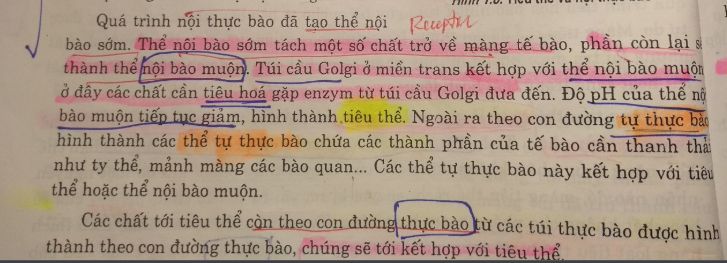 Quá trình nội thực bào đã tạo thể nội
Receptor
bào sớm. Thể nội bào sớm tách một số chất trở về màng tế bào, phần còn lại
thành thể nội bào muộn. Túi cầu Golgi ở miền trans kết hợp với thể nội bào muộn
ở đây các chất cần tiêu hoá gặp enzym từ túi cầu Golgi đưa đến. Độ pH của thể
bào muộn tiếp tục giảm, hình thành tiêu thể. Ngoài ra theo con đường tự thực bào
hình thành các thể tự thực bào chứa các thành phần của tế bào cần thanh
như ty thể, mảnh màng các bào quan... Các thể tự thực bào này kết hợp với tiêu
thể hoặc thể nội bào muộn.
Các chất tới tiêu thể còn theo con đường thực bào từ các túi thực bào được hình
thành theo con đường thực bào, chúng sẽ tới kết hợp với tiêu thể.